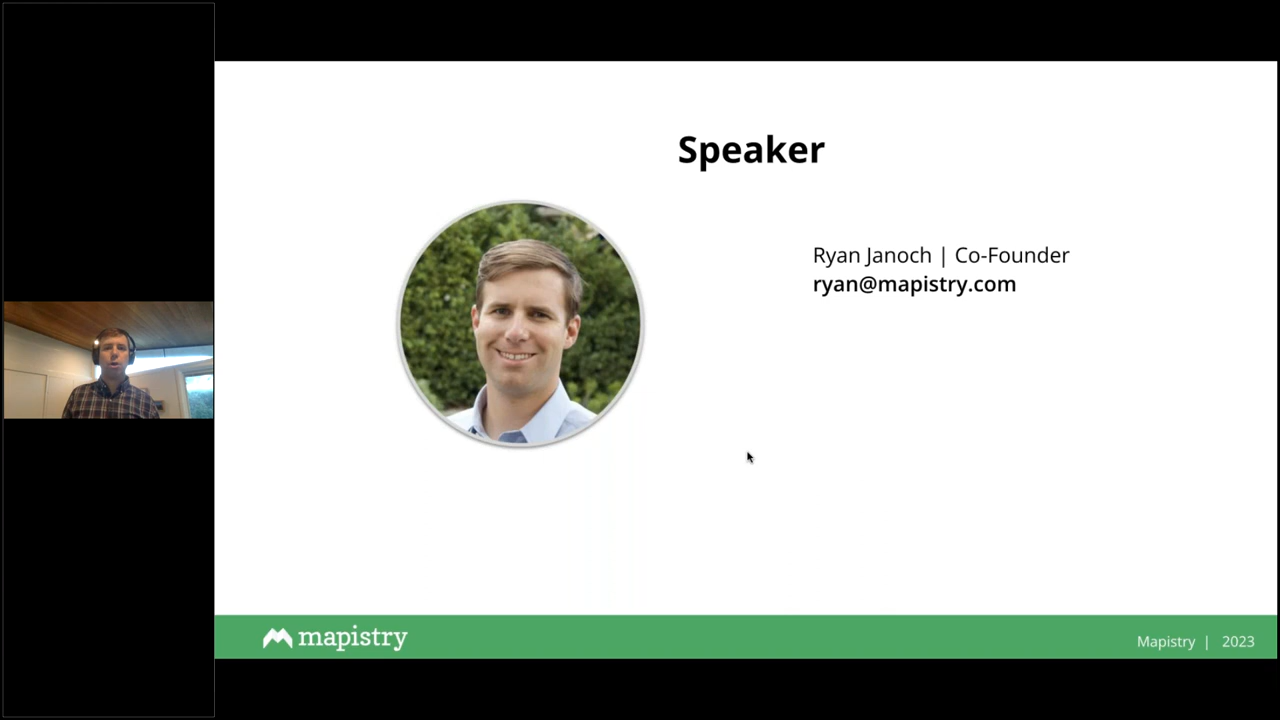 Speaker
Ryan Janoch | Co-Founder
ryan@mapistry.com
mapistry
Mapistry | 2023